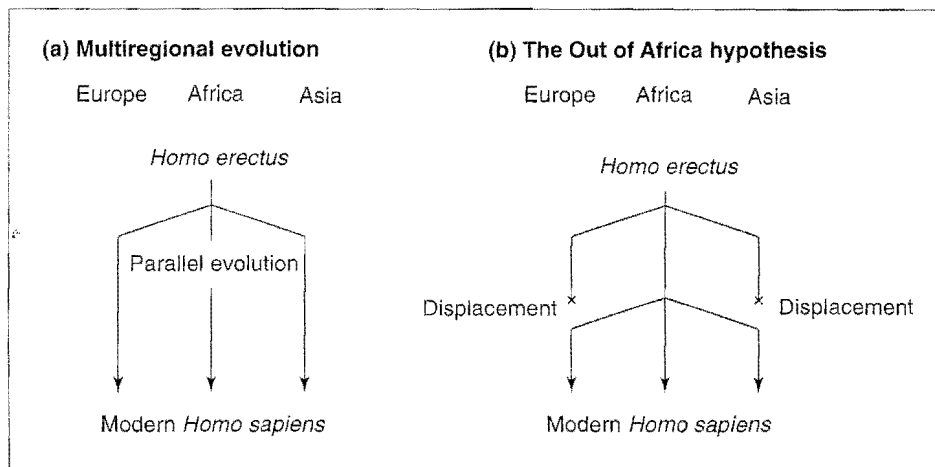 (a) Multiregional evolution
Europe Africa Asia
Homo erectus
Parallel evolution
Modern Homo sapiens
(b) The Out of Africa hypothesis
Europe Africa Asia
Homo erectus
Displacement × × Displacement
Modern Homo sapiens